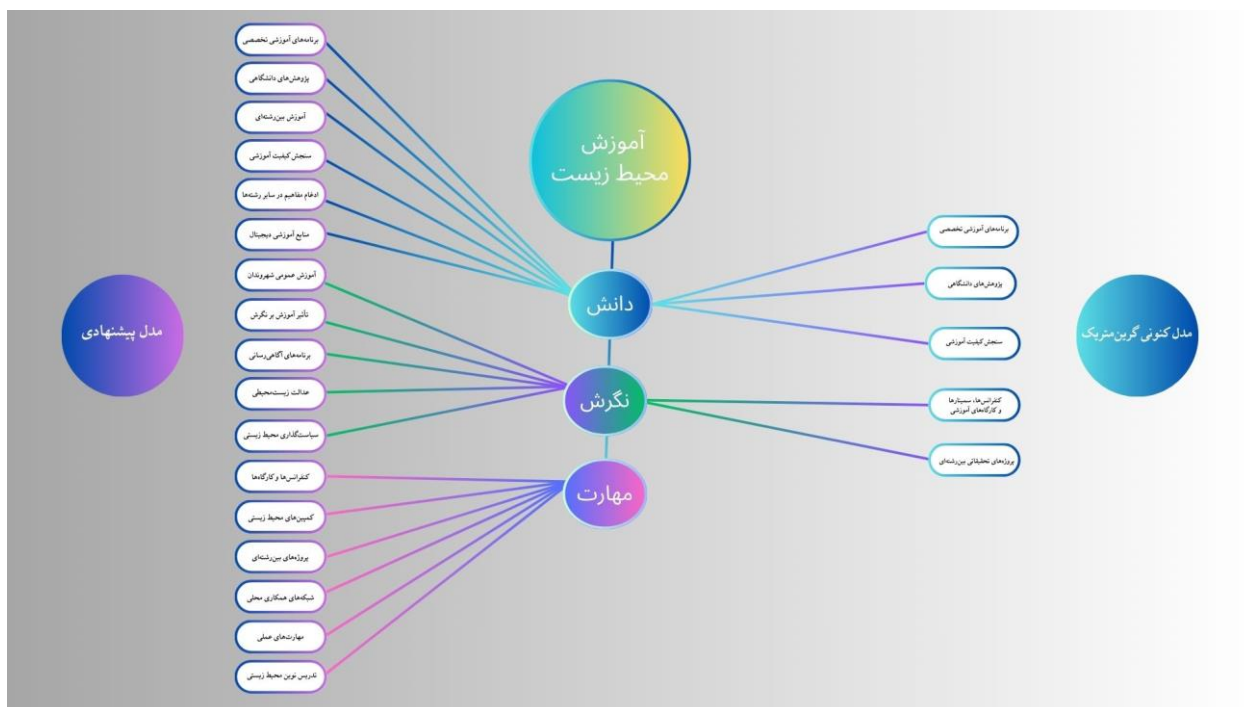 آموزش
محیط زیست
دانش
نگرش
مهارت
مدل کنونی گرین‌متریک
برنامه‌های آموزشی تخصصی
پژوهش‌های دانشگاهی
سنجش کیفیت آموزشی
کنفرانس‌ها، سمینارها
و کارگاه‌های آموزشی
پروژه‌های تحقیقاتی بین‌رشته‌ای
برنامه‌های آموزشی تخصصی
پژوهش‌های دانشگاهی
آموزش بین‌رشته‌ای
سنجش کیفیت آموزشی
ادغام مفاهیم در سایر رشته‌ها
منابع آموزشی دیجیتال
آموزش عمومی شهروندان
تأثیر آموزش بر نگرش
برنامه‌های آگاهی‌رسانی
عدالت زیست‌محیطی
سیاست‌گذاری محیط زیستی
کنفرانس‌ها و کارگاه‌ها
کمپین‌های محیط زیستی
پروژه‌های بین‌رشته‌ای
شبکه‌های همکاری محلی
مهارت‌های عملی
تدریس نوین محیط زیستی
مدل پیشنهادی